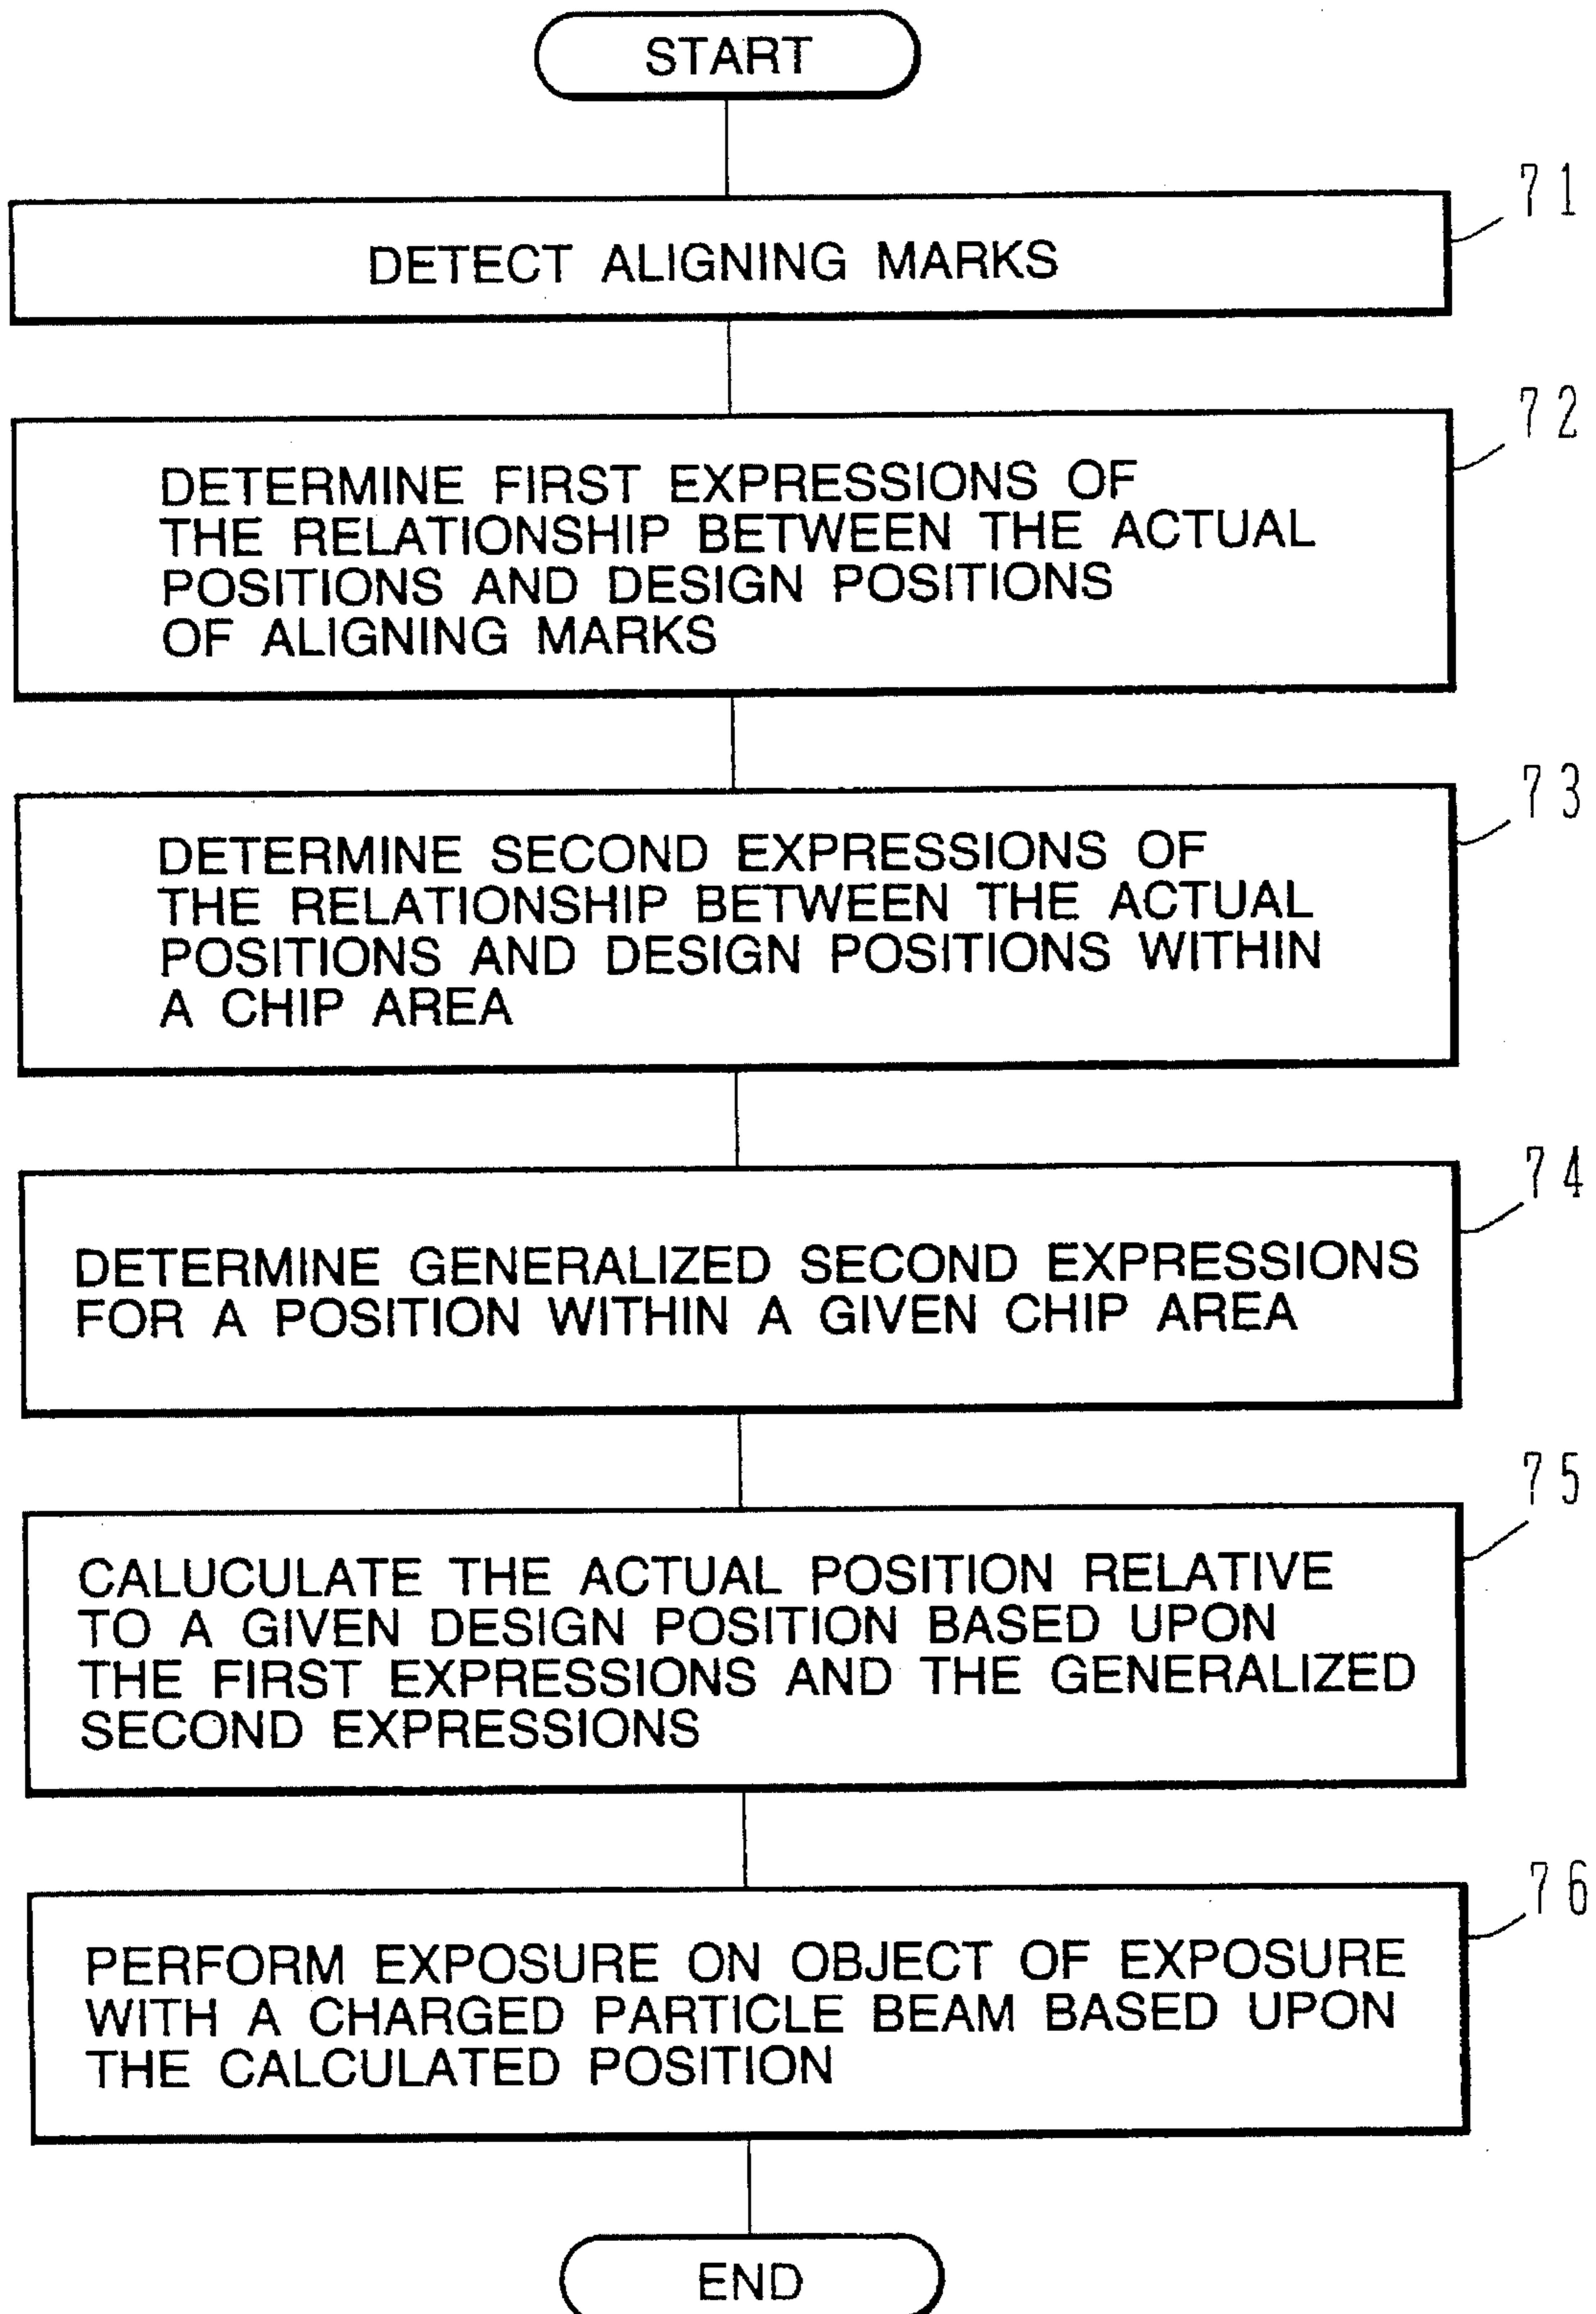 START
71
DETECT ALIGNING MARKS
72
DETERMINE FIRST EXPRESSIONS OF
THE RELATIONSHIP BETWEEN THE ACTUAL
POSITIONS AND DESIGN POSITIONS
OF ALIGNING MARKS
73
DETERMINE SECOND EXPRESSIONS OF
THE RELATIONSHIP BETWEEN THE ACTUAL
POSITIONS AND DESIGN POSITIONS WITHIN
A CHIP AREA
74
DETERMINE GENERALIZED SECOND EXPRESSIONS
FOR A POSITION WITHIN A GIVEN CHIP AREA
75
CALUCULATE THE ACTUAL POSITION RELATIVE
TO A GIVEN DESIGN POSITION BASED UPON
THE FIRST EXPRESSIONS AND THE GENERALIZED
SECOND EXPRESSIONS
76
PERFORM EXPOSURE ON OBJECT OF EXPOSURE
WITH A CHARGED PARTICLE BEAM BASED UPON
THE CALCULATED POSITION
END